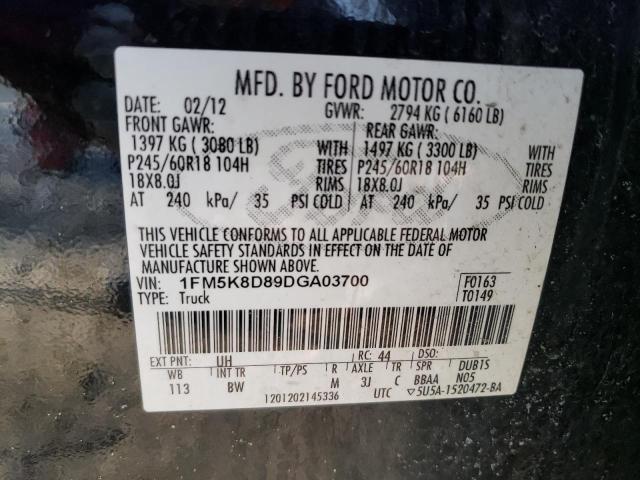 MFD. BY FORD MOTOR CO.
DATE: 02/12 GVWR: 2794 KG ( 6160 LB)
FRONT GAWR: REAR GAWR:
1397 KG ( 3080 LB) 1497 KG ( 3300 LB)
P245/60R18 104H TIRES P245/60R18 104H TIRES
18X8.0J RIMS 18X8.0J RIMS
AT 240 kPa/ 35 PSI COLD AT 240 kPa/ 35 PSI COLD
Ford
THIS VEHICLE CONFORMS TO ALL APPLICABLE FEDERAL MOTOR
VEHICLE SAFETY STANDARDS IN EFFECT ON THE DATE OF
MANUFACTURE SHOWN ABOVE.
VIN: 1FM5K8D89DGA03700 F0163
TYPE: Truck T0149
EXT PNT: UH RC: 44 DSO:
WB INT TR TP/PS R AXLE TR SPR DUB1S
113 BW M 3J C BBAA N05
1201202145336 UTC ▽5U5A-1520472-BA